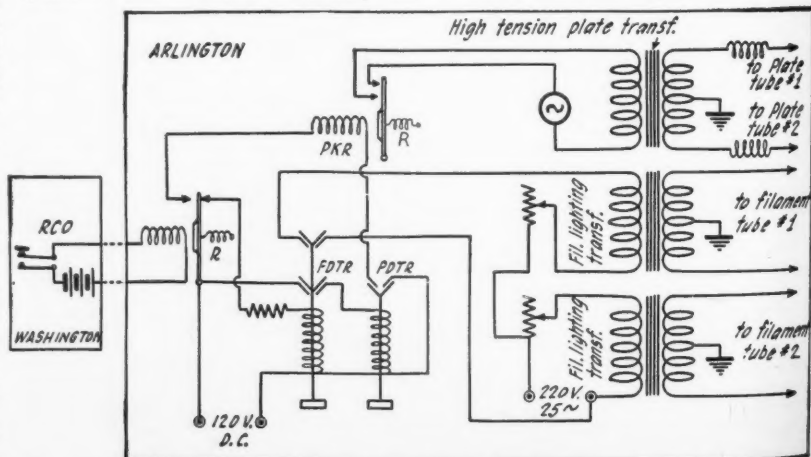 High tension plate transf.
ARLINGTON
to Plate
tube #1
to Plate
tube #2
R
PKR
RCO
R
WASHINGTON
FDTR
PDTR
Fil. lighting
transf.
to filament
tube #1
Fil. lighting
transf.
to filament
tube #2
120 V.
D.C.
220 V.
25~